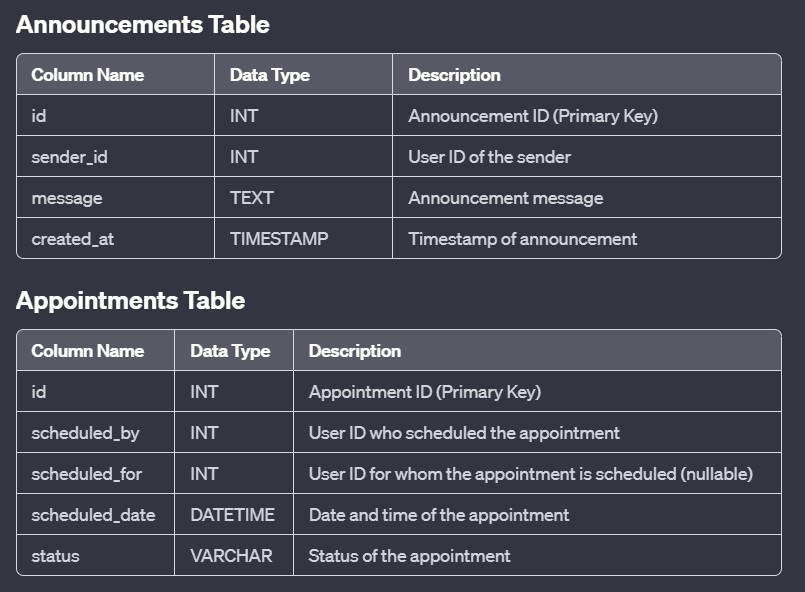 Announcements Table
Column Name Data Type Description
id INT Announcement ID (Primary Key)
sender_id INT User ID of the sender
message TEXT Announcement message
created_at TIMESTAMP Timestamp of announcement
Appointments Table
Column Name Data Type Description
id INT Appointment ID (Primary Key)
scheduled_by INT User ID who scheduled the appointment
scheduled_for INT User ID for whom the appointment is scheduled (nullable)
scheduled_date DATETIME Date and time of the appointment
status VARCHAR Status of the appointment